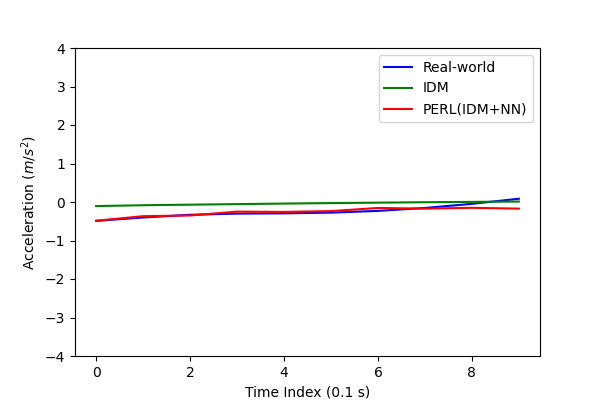 Real-world
IDM
PERL(IDM+NN)
Acceleration (m/s²)
4
3
2
1
0
−1
−2
−3
−4
0 2 4 6 8
Time Index (0.1 s)